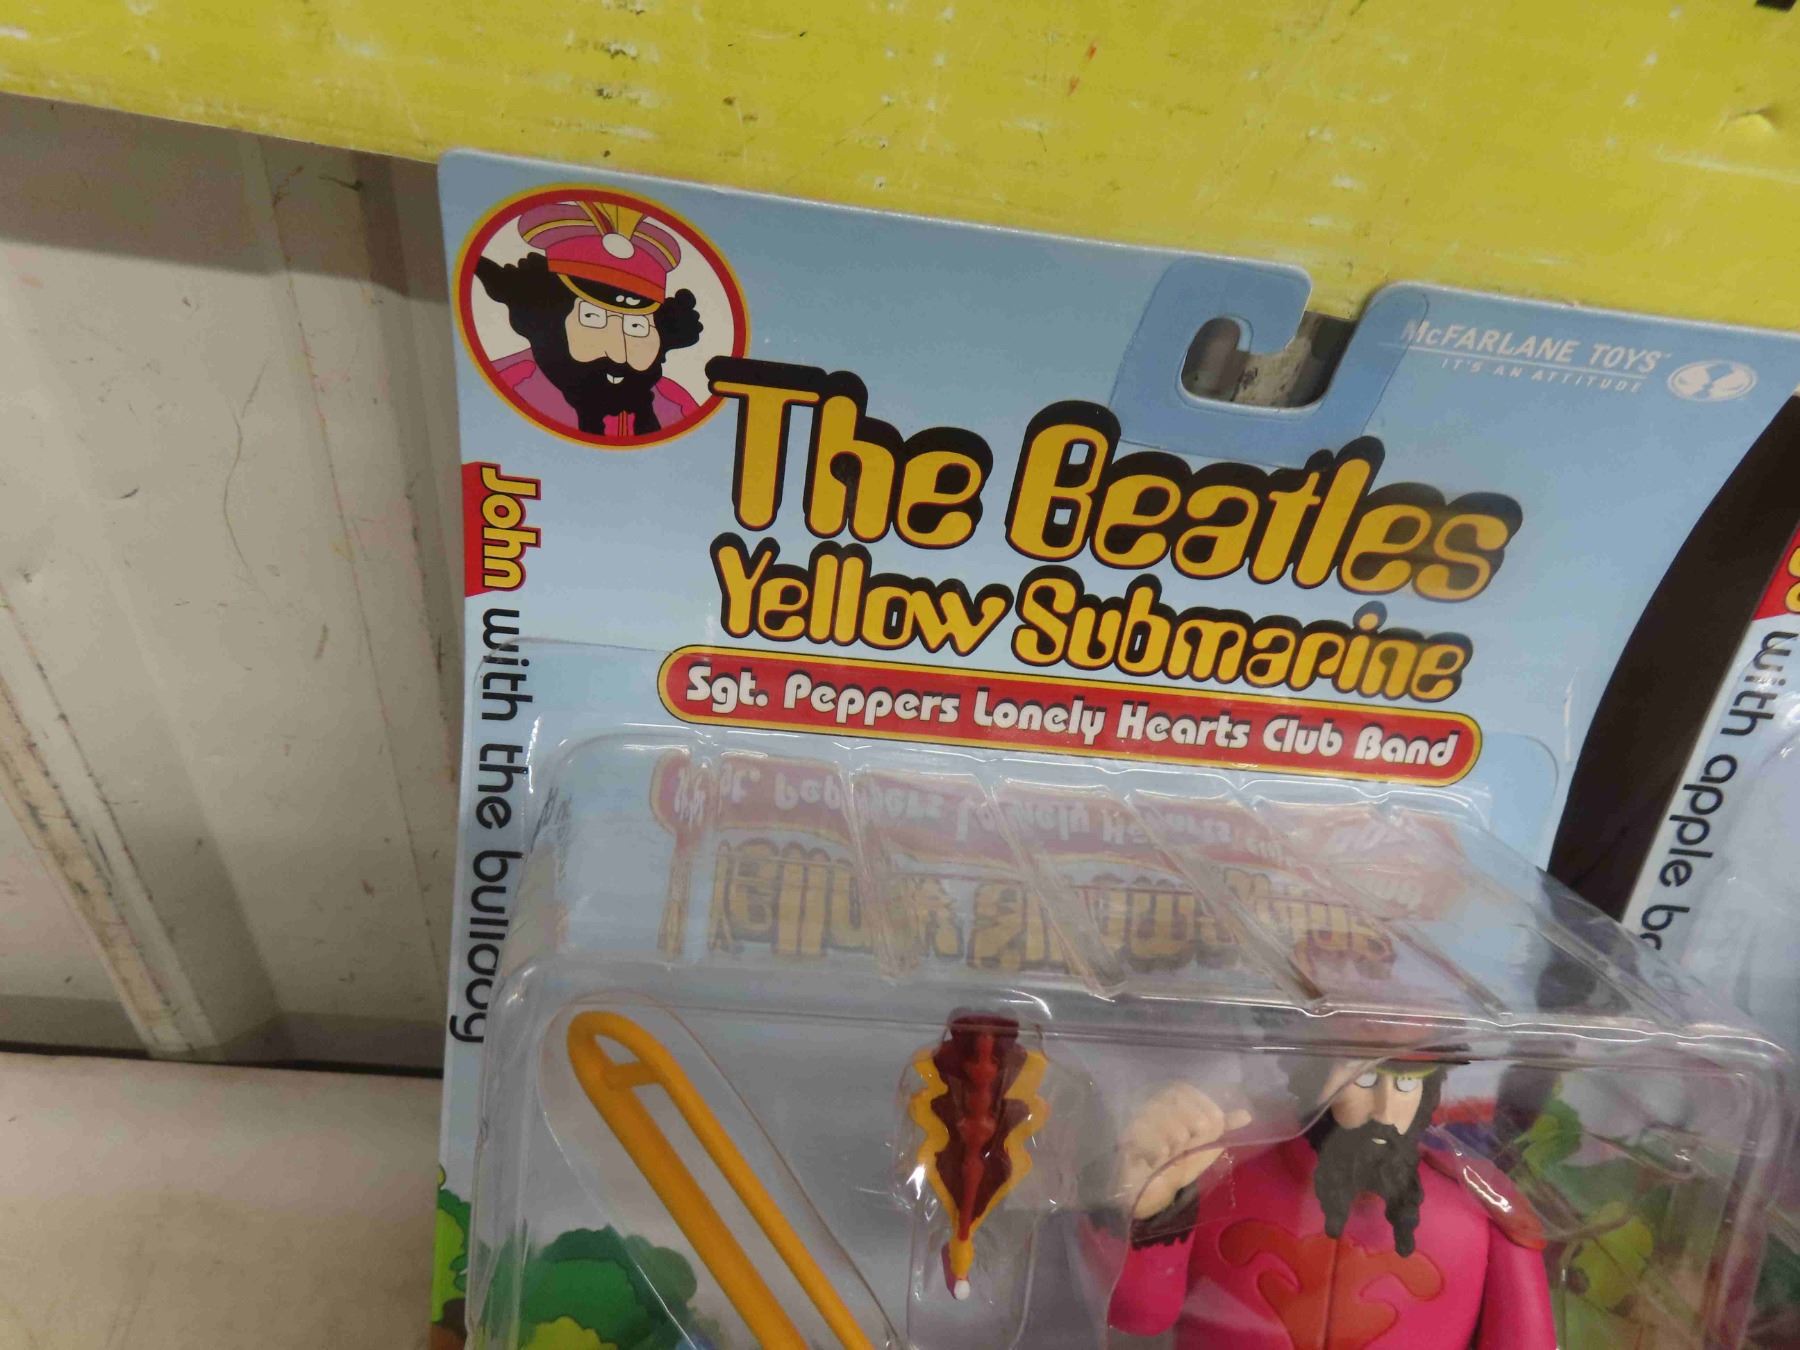 McFARLANE TOYS™
IT'S AN ATTITUDE
The Beatles
Yellow Submarine
Sgt. Peppers Lonely Hearts Club Band
John with the bulldog
with apple